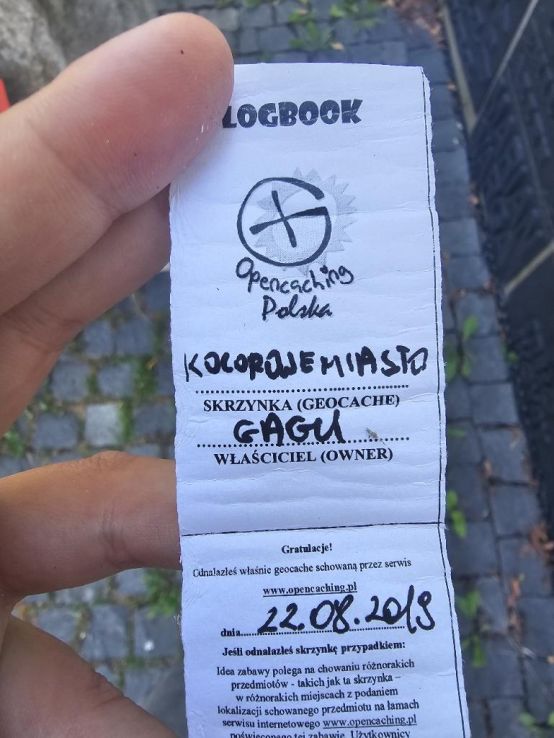 LOGBOOK
Opencaching
Polska
KOLOROWE MIASTO
SKRZYNKA (GEOCACHE)
GAGU
WŁAŚCICIEL (OWNER)
Gratulacje!
Odnalazłeś właśnie geocache schowaną przez serwis
www.opencaching.pl
dnia 22.08.2019
Jeśli odnalazłeś skrzynkę przypadkiem:
Idea zabawy polega na chowaniu różnorakich
przedmiotów - takich jak ta skrzynka –
w różnorakich miejscach z podaniem
lokalizacji schowanego przedmiotu na łamach
serwisu internetowego www.opencaching.pl
poświęconego tej zabawie. Użytkownicy